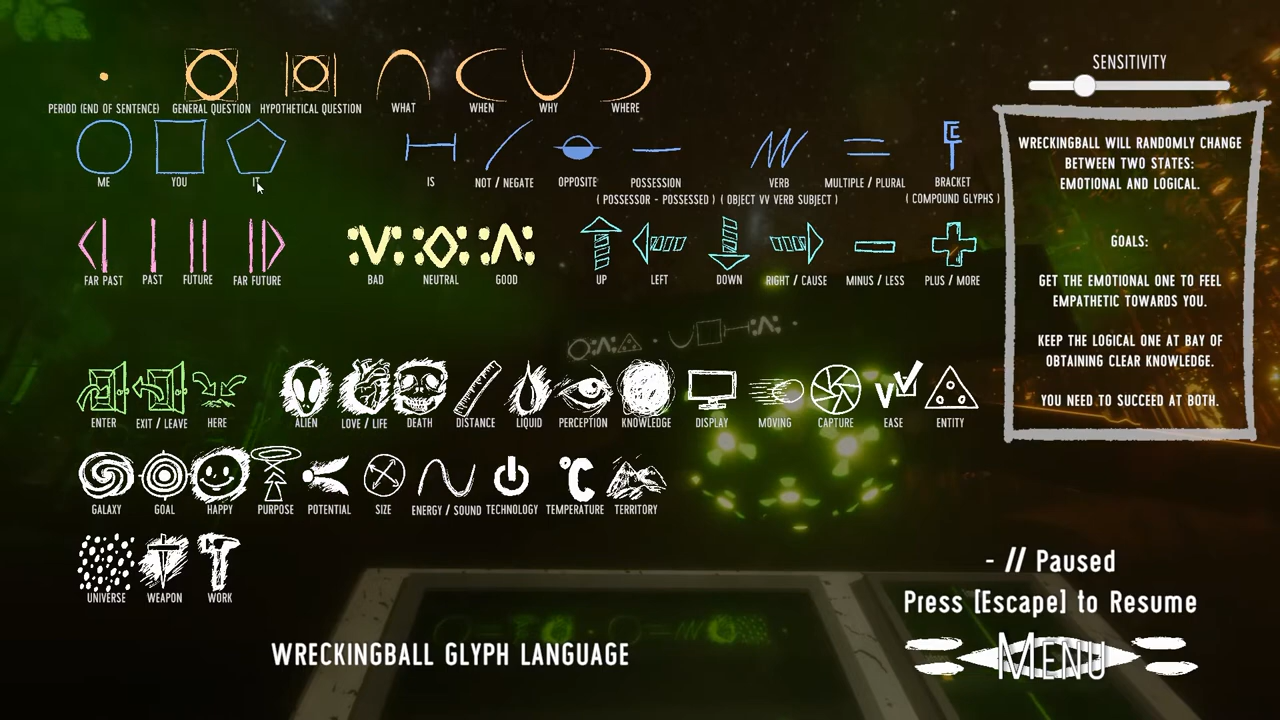 SENSITIVITY
PERIOD (END OF SENTENCE) GENERAL QUESTION HYPOTHETICAL QUESTION WHAT WHEN WHY WHERE
ME YOU IT IS NOT / NEGATE OPPOSITE POSSESSION VERB MULTIPLE / PLURAL BRACKET
( POSSESSOR - POSSESSED ) ( OBJECT VV VERB SUBJECT ) ( COMPOUND GLYPHS )
FAR PAST PAST FUTURE FAR FUTURE BAD NEUTRAL GOOD UP LEFT DOWN RIGHT / CAUSE MINUS / LESS PLUS / MORE
ENTER EXIT / LEAVE HERE ALIEN LOVE / LIFE DEATH DISTANCE LIQUID PERCEPTION KNOWLEDGE DISPLAY MOVING CAPTURE EASE ENTITY
GALAXY GOAL HAPPY PURPOSE POTENTIAL SIZE ENERGY / SOUND TECHNOLOGY TEMPERATURE TERRITORY
UNIVERSE WEAPON WORK
WRECKINGBALL GLYPH LANGUAGE
WRECKINGBALL WILL RANDOMLY CHANGE
BETWEEN TWO STATES:
EMOTIONAL AND LOGICAL.
GOALS:
GET THE EMOTIONAL ONE TO FEEL
EMPATHETIC TOWARDS YOU.
KEEP THE LOGICAL ONE AT BAY OF
OBTAINING CLEAR KNOWLEDGE.
YOU NEED TO SUCCEED AT BOTH.
- // Paused
Press [Escape] to Resume
MENU